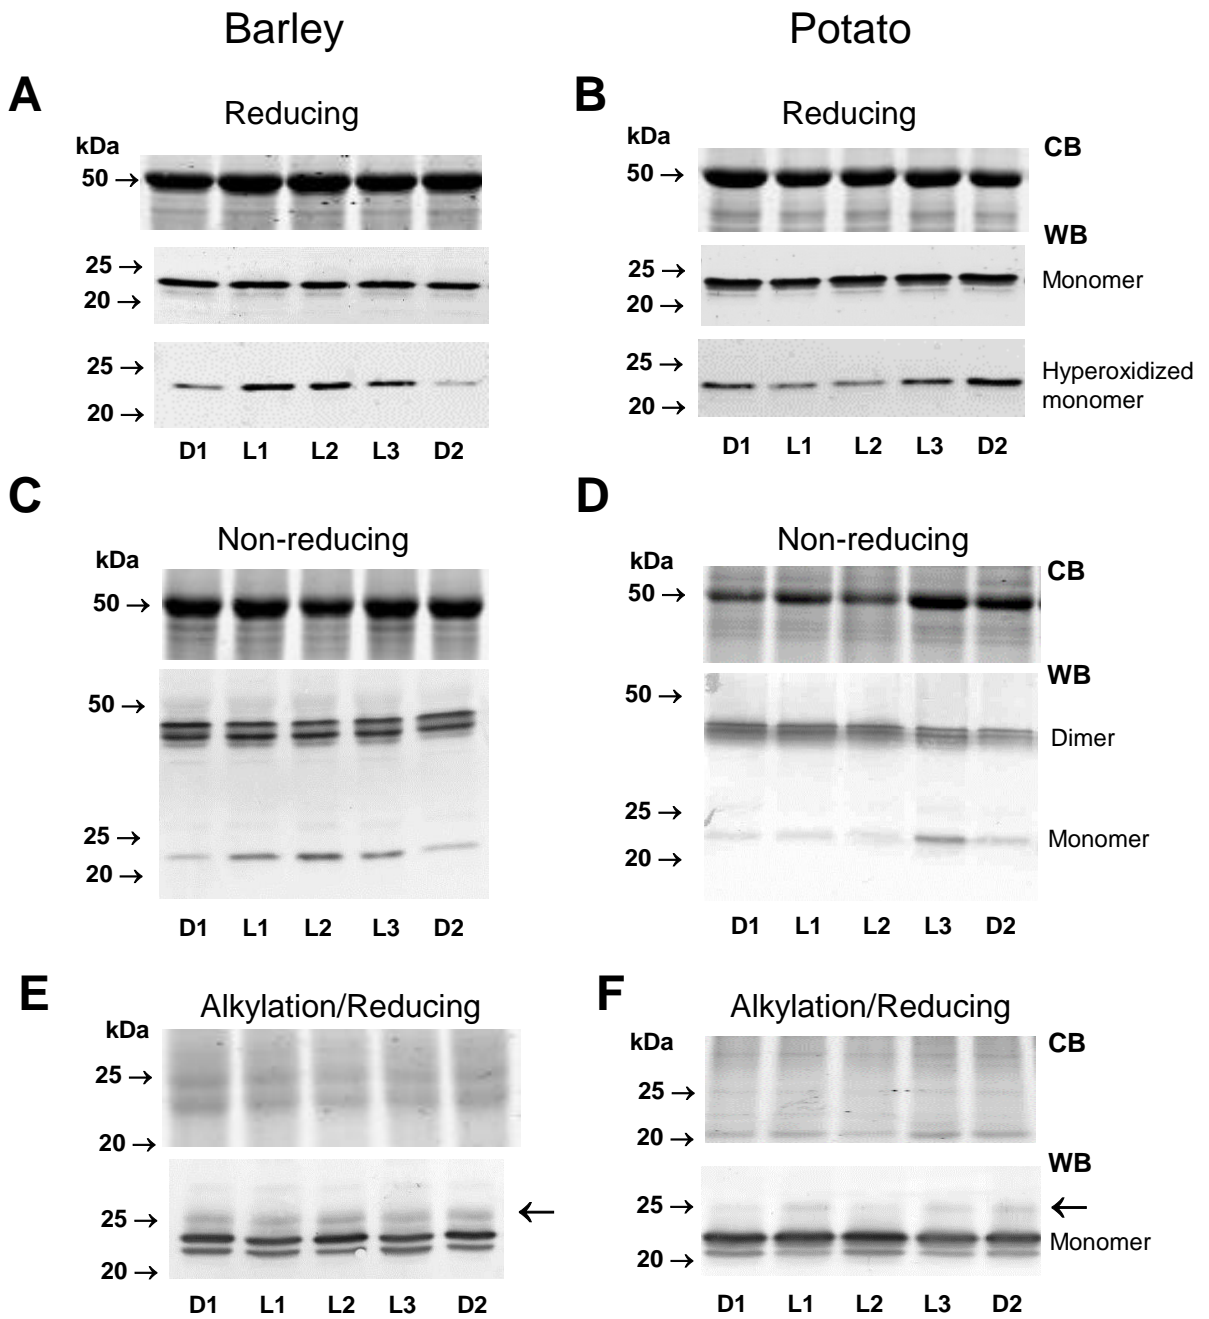 Barley
Potato
A
Reducing
kDa
50 →
25 →
20 →
25 →
20 →
D1 L1 L2 L3 D2
B
Reducing
kDa
CB
50 →
WB
25 →
Monomer
20 →
25 →
Hyperoxidized
monomer
20 →
D1 L1 L2 L3 D2
C
Non-reducing
kDa
50 →
50 →
25 →
20 →
D1 L1 L2 L3 D2
D
Non-reducing
kDa
CB
50 →
WB
50 →
Dimer
25 →
Monomer
20 →
D1 L1 L2 L3 D2
E
Alkylation/Reducing
kDa
25 →
20 →
←
25 →
20 →
D1 L1 L2 L3 D2
F
Alkylation/Reducing
kDa
CB
25 →
20 →
WB
25 →
←
Monomer
20 →
D1 L1 L2 L3 D2